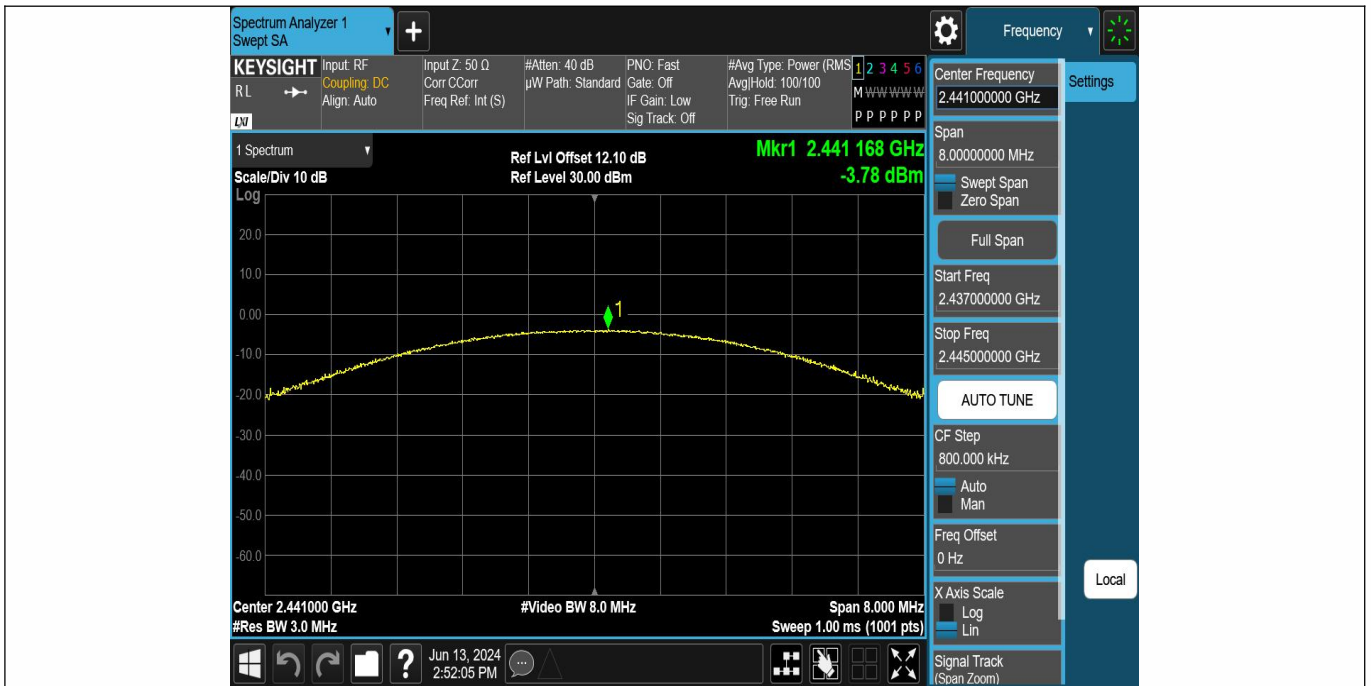 Spectrum Analyzer 1
Swept SA
Frequency
KEYSIGHT
RL
LXI
Input: RF
Coupling: DC
Align: Auto
Input Z: 50 Ω
Corr CCorr
Freq Ref: Int (S)
#Atten: 40 dB
µW Path: Standard
PNO: Fast
Gate: Off
IF Gain: Low
Sig Track: Off
#Avg Type: Power (RMS
Avg|Hold: 100/100
Trig: Free Run
1 2 3 4 5 6
M W W W W W
P P P P P P
1 Spectrum
Scale/Div 10 dB
Ref Lvl Offset 12.10 dB
Ref Level 30.00 dBm
Mkr1 2.441 168 GHz
-3.78 dBm
Log
20.0
10.0
0.00
-10.0
-20.0
-30.0
-40.0
-50.0
-60.0
1
Center 2.441000 GHz
#Res BW 3.0 MHz
#Video BW 8.0 MHz
Span 8.000 MHz
Sweep 1.00 ms (1001 pts)
Jun 13, 2024
2:52:05 PM
Center Frequency
2.441000000 GHz
Span
8.00000000 MHz
Swept Span
Zero Span
Full Span
Start Freq
2.437000000 GHz
Stop Freq
2.445000000 GHz
AUTO TUNE
CF Step
800.000 kHz
Auto
Man
Freq Offset
0 Hz
X Axis Scale
Log
Lin
Signal Track
(Span Zoom)
Settings
Local